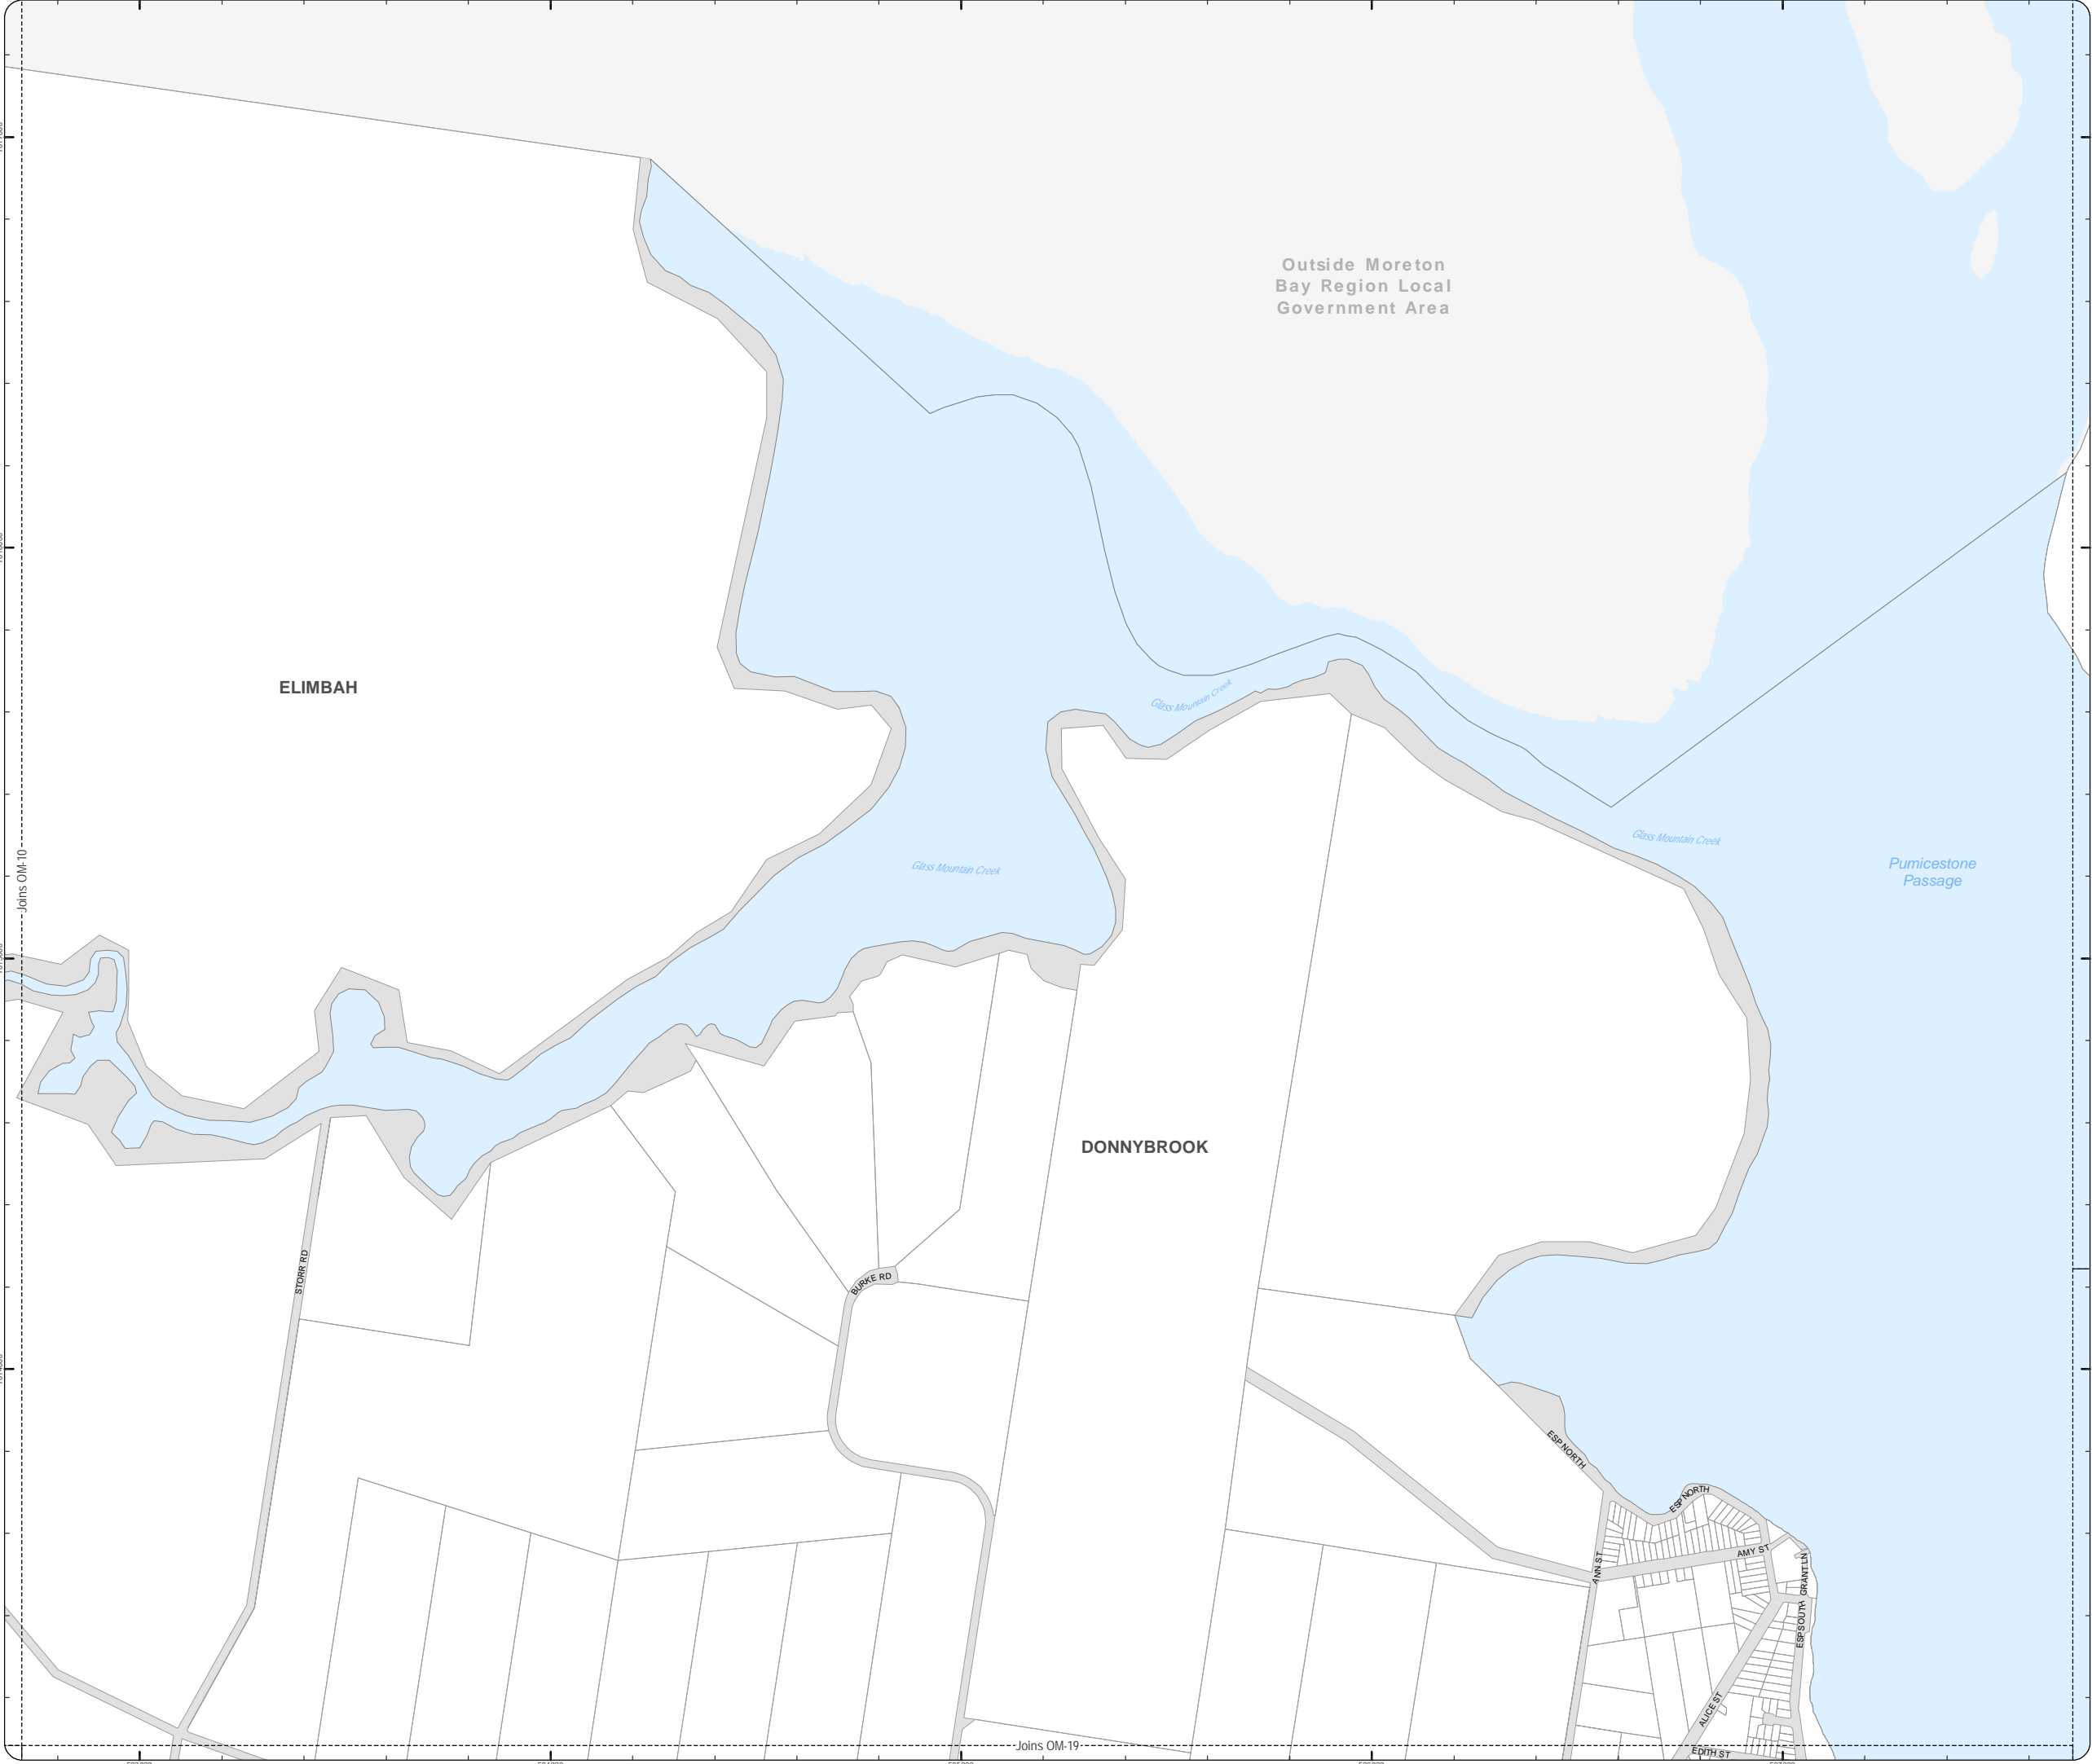 Outside Moreton
Bay Region Local
Government Area
ELIMBAH
Glass Mountain Creek
Glass Mountain Creek
Glass Mountain Creek
Pumicestone
Passage
Joins OM-10
DONNYBROOK
STORR RD
BURKE RD
ESP NORTH
ESP NORTH
AMY ST
ANN ST
GRANT LN
ESP SOUTH
ALICE ST
EDITH ST
Joins OM-19